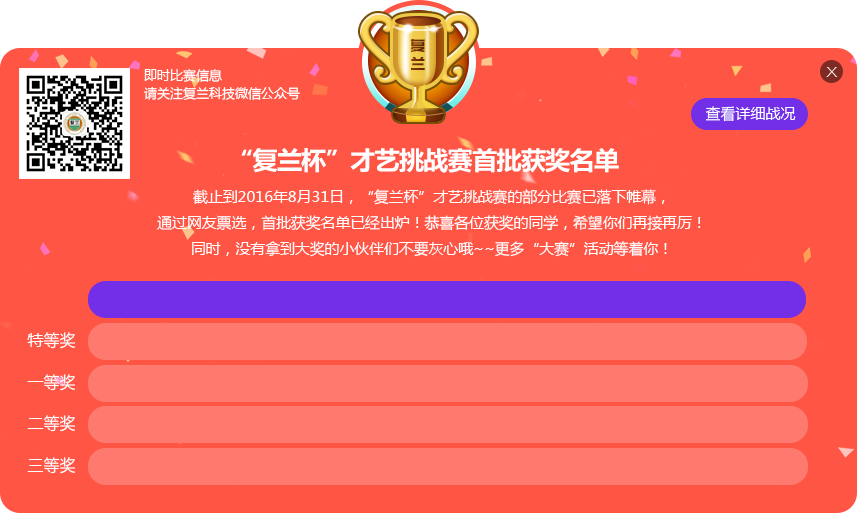 复兰
即时比赛信息
请关注复兰科技微信公众号
X
查看详细战况
“复兰杯”才艺挑战赛首批获奖名单
截止到2016年8月31日，“复兰杯”才艺挑战赛的部分比赛已落下帷幕，
通过网友票选，首批获奖名单已经出炉！恭喜各位获奖的同学，希望你们再接再厉！
同时，没有拿到大奖的小伙伴们不要灰心哦~~更多“大赛”活动等着你！
特等奖
一等奖
二等奖
三等奖